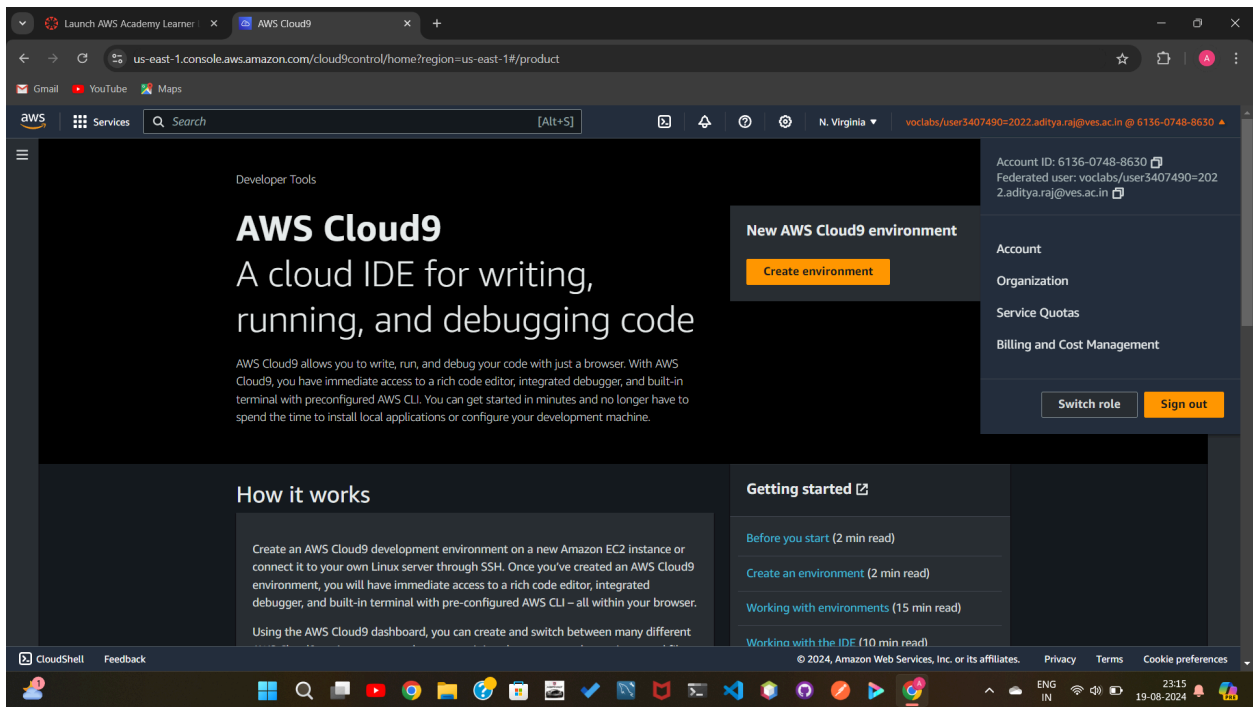 Launch AWS Academy Learner
AWS Cloud9
us-east-1.console.aws.amazon.com/cloud9control/home?region=us-east-1#/product
A
Gmail
YouTube
Maps
aws
Services
Search
[Alt+S]
N. Virginia
voclabs/user3407490=2022.aditya.raj@ves.ac.in @ 6136-0748-8630
Account ID: 6136-0748-8630
Federated user: voclabs/user3407490=202
2.aditya.raj@ves.ac.in
Account
Organization
Service Quotas
Billing and Cost Management
Switch role
Sign out
Developer Tools
AWS Cloud9
A cloud IDE for writing,
running, and debugging code
AWS Cloud9 allows you to write, run, and debug your code with just a browser. With AWS
Cloud9, you have immediate access to a rich code editor, integrated debugger, and built-in
terminal with preconfigured AWS CLI. You can get started in minutes and no longer have to
spend the time to install local applications or configure your development machine.
New AWS Cloud9 environment
Create environment
How it works
Create an AWS Cloud9 development environment on a new Amazon EC2 instance or
connect it to your own Linux server through SSH. Once you've created an AWS Cloud9
environment, you will have immediate access to a rich code editor, integrated
debugger, and built-in terminal with pre-configured AWS CLI – all within your browser.
Using the AWS Cloud9 dashboard, you can create and switch between many different
Getting started
Before you start (2 min read)
Create an environment (2 min read)
Working with environments (15 min read)
Working with the IDE (10 min read)
CloudShell
Feedback
© 2024, Amazon Web Services, Inc. or its affiliates.
Privacy
Terms
Cookie preferences
1
ENG
IN
23:15
19-08-2024